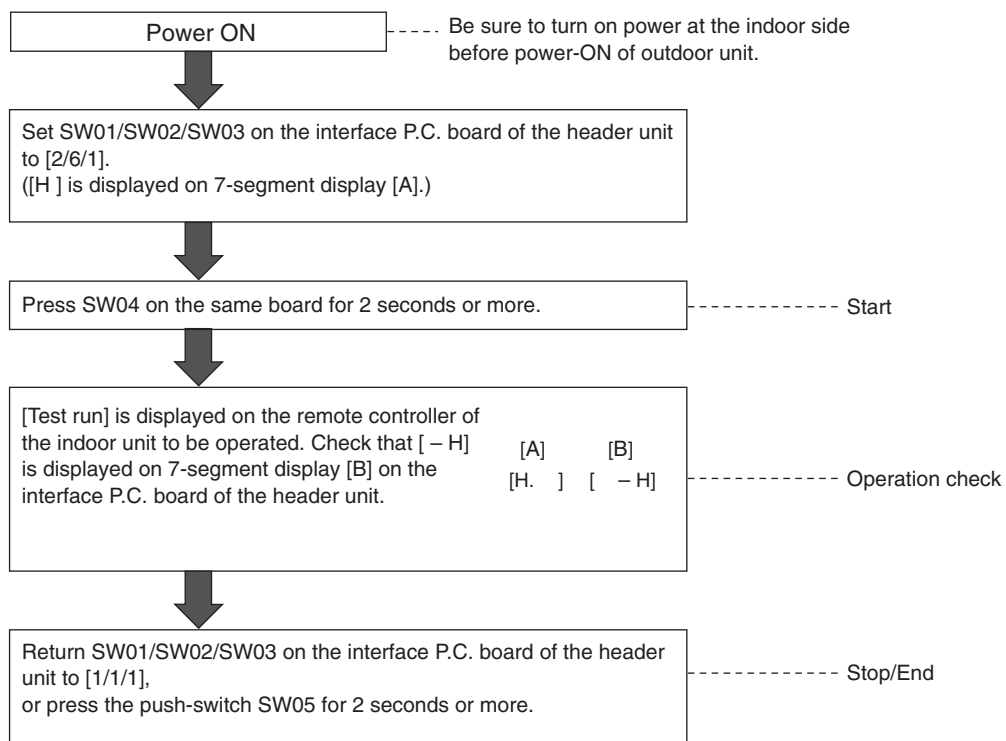 Power ON
Be sure to turn on power at the indoor side
before power-ON of outdoor unit.
Set SW01/SW02/SW03 on the interface P.C. board of the header unit
to [2/6/1].
([H ] is displayed on 7-segment display [A].)
Press SW04 on the same board for 2 seconds or more.
Start
[Test run] is displayed on the remote controller of
the indoor unit to be operated. Check that [ – H]
is displayed on 7-segment display [B] on the
interface P.C. board of the header unit.
[A] [B]
[H. ] [ – H]
Operation check
Return SW01/SW02/SW03 on the interface P.C. board of the header
unit to [1/1/1],
or press the push-switch SW05 for 2 seconds or more.
Stop/End